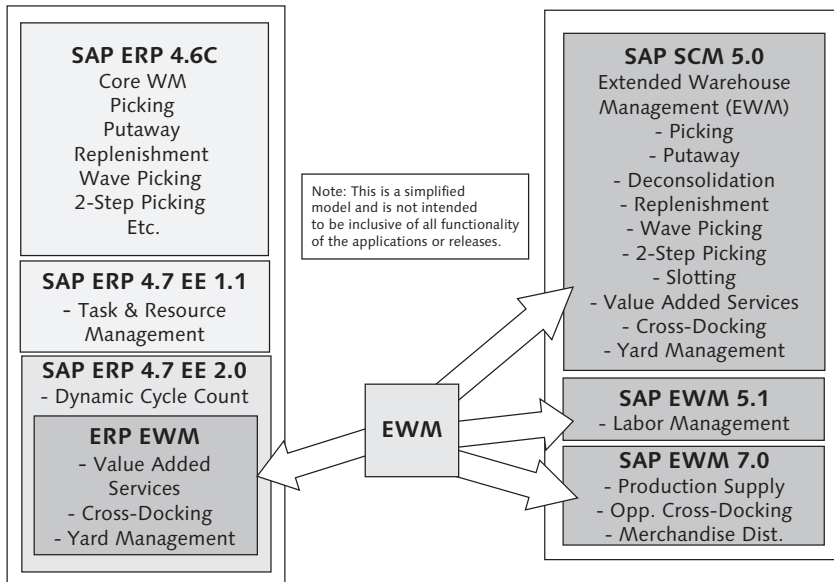 SAP ERP 4.6C
Core WM
Picking
Putaway
Replenishment
Wave Picking
2-Step Picking
Etc.
SAP ERP 4.7 EE 1.1
- Task & Resource
Management
SAP ERP 4.7 EE 2.0
- Dynamic Cycle Count
ERP EWM
- Value Added
Services
- Cross-Docking
- Yard Management
Note: This is a simplified
model and is not intended
to be inclusive of all functionality
of the applications or releases.
EWM
SAP SCM 5.0
Extended Warehouse
Management (EWM)
- Picking
- Putaway
- Deconsolidation
- Replenishment
- Wave Picking
- 2-Step Picking
- Slotting
- Value Added Services
- Cross-Docking
- Yard Management
SAP EWM 5.1
- Labor Management
SAP EWM 7.0
- Production Supply
- Opp. Cross-Docking
- Merchandise Dist.